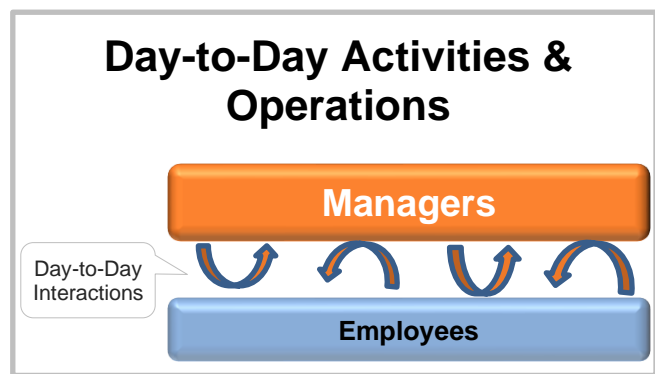 Day-to-Day Activities &
Operations
Managers
Day-to-Day
Interactions
Employees